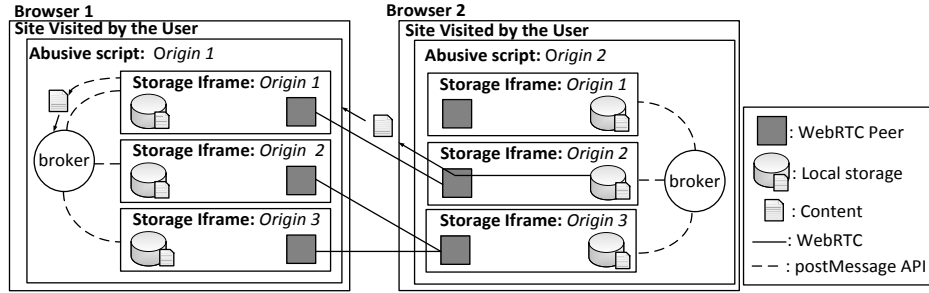 Browser 1
Site Visited by the User
Abusive script: Origin 1
Storage Iframe: Origin 1
broker
Storage Iframe: Origin 2
Storage Iframe: Origin 3
Browser 2
Site Visited by the User
Abusive script: Origin 2
Storage Iframe: Origin 1
Storage Iframe: Origin 2
broker
Storage Iframe: Origin 3
: WebRTC Peer
: Local storage
: Content
: WebRTC
: postMessage API